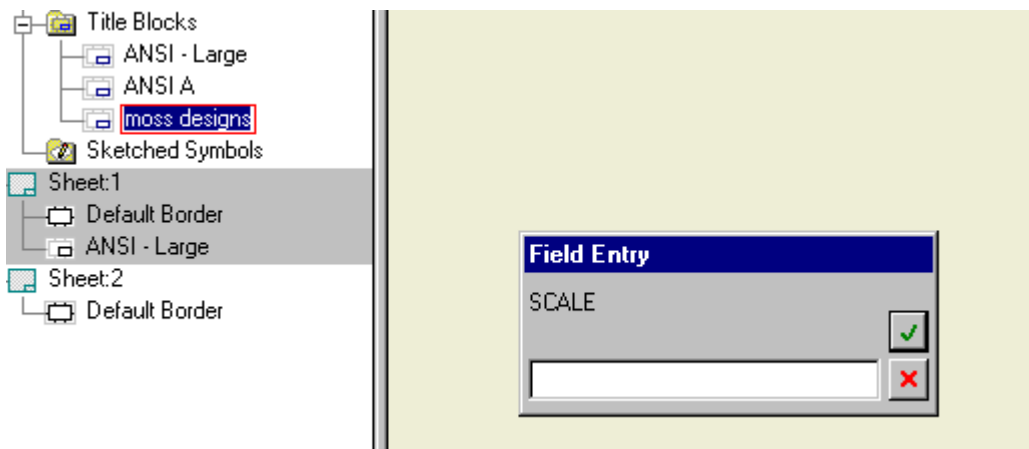 Title Blocks
ANSI - Large
ANSI A
moss designs
Sketched Symbols
Sheet:1
Default Border
ANSI - Large
Sheet:2
Default Border
Field Entry
SCALE